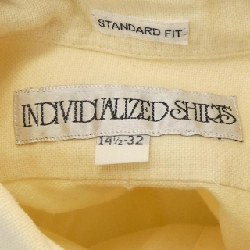 STANDARD FIT
INDIVIDUALIZED SHIRTS
14½-32